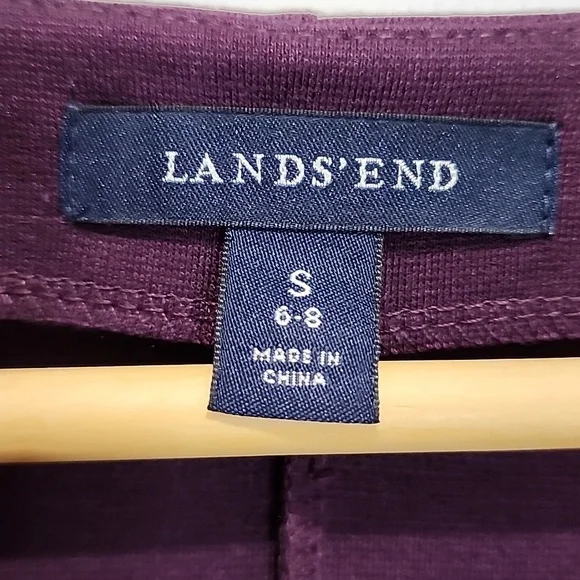 LANDS' END
S
6-8
MADE IN
CHINA